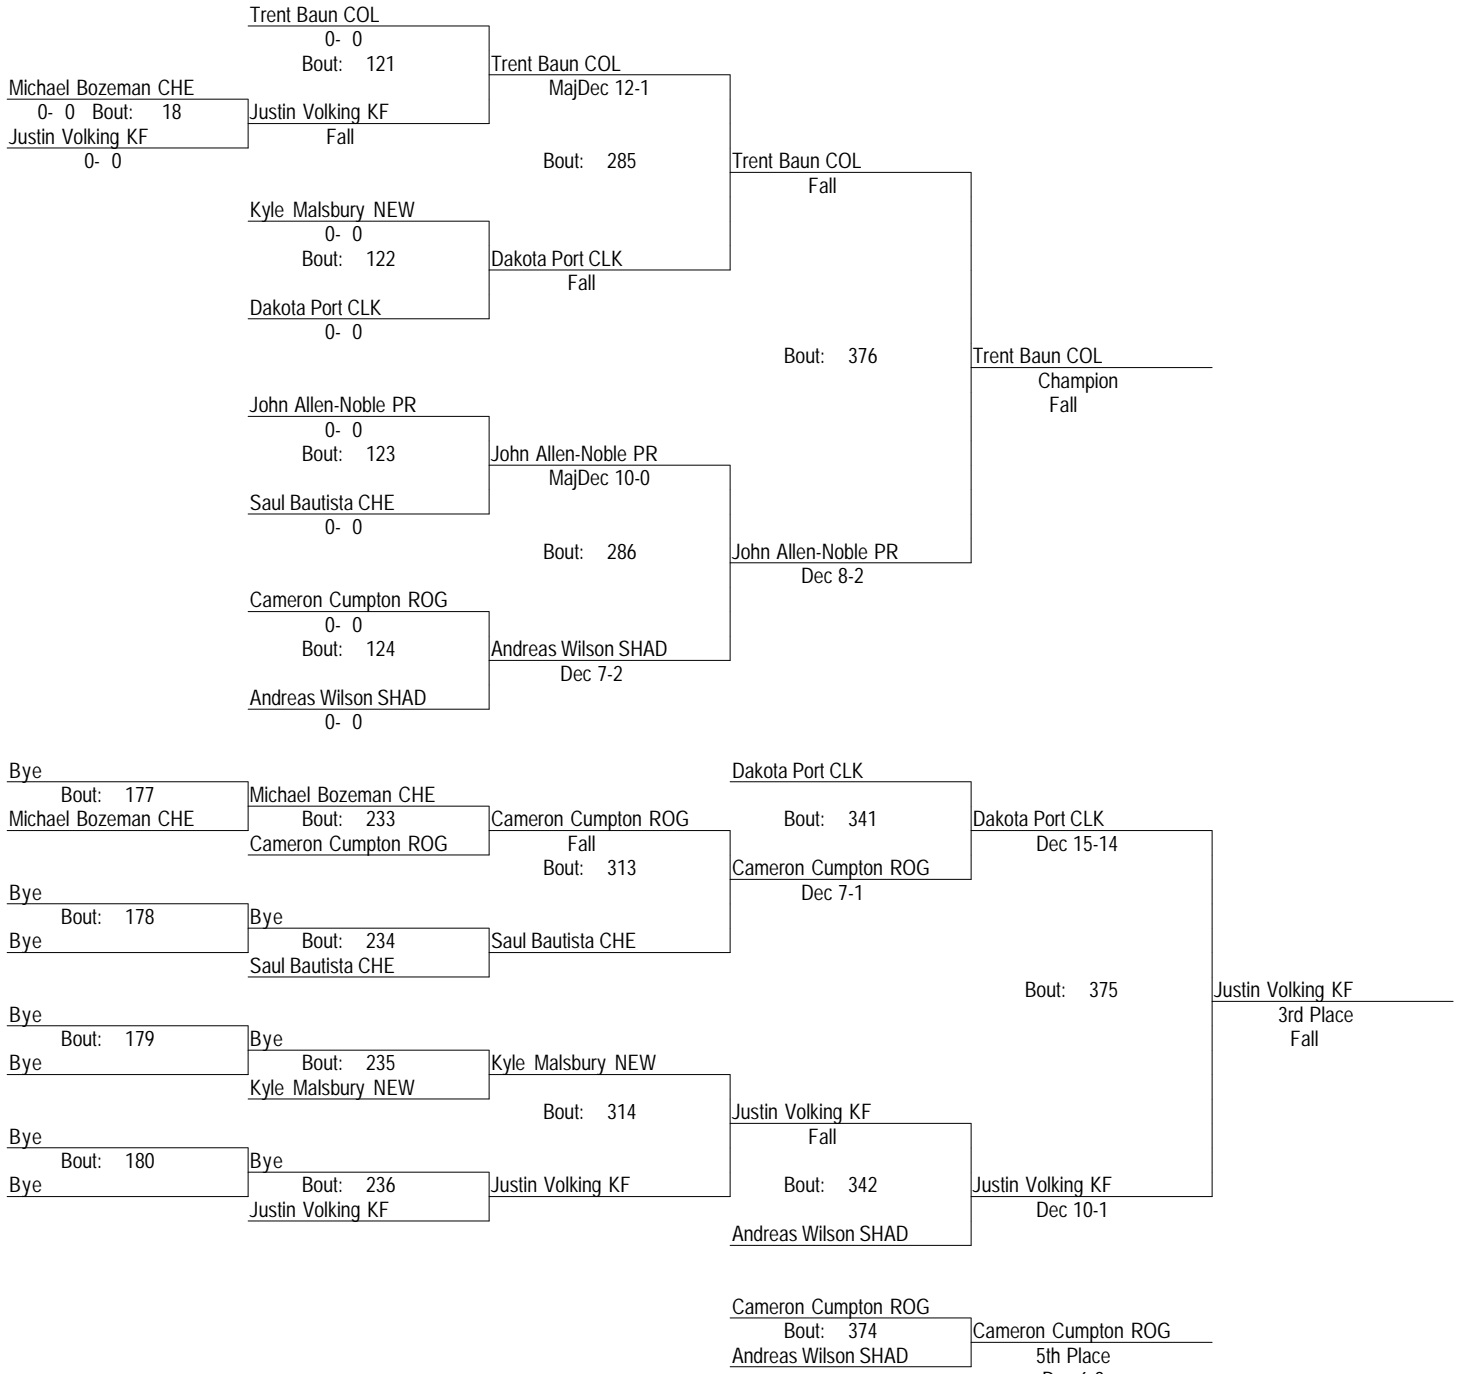 Trent Baun COL
0- 0
Bout: 121
Trent Baun COL
MajDec 12-1
Michael Bozeman CHE
0- 0 Bout: 18
Justin Volking KF
0- 0
Justin Volking KF
Fall
Bout: 285
Trent Baun COL
Fall
Kyle Malsbury NEW
0- 0
Bout: 122
Dakota Port CLK
Fall
Dakota Port CLK
0- 0
Bout: 376
Trent Baun COL
Champion
Fall
John Allen-Noble PR
0- 0
Bout: 123
John Allen-Noble PR
MajDec 10-0
Saul Bautista CHE
0- 0
Bout: 286
John Allen-Noble PR
Dec 8-2
Cameron Cumpton ROG
0- 0
Bout: 124
Andreas Wilson SHAD
Dec 7-2
Andreas Wilson SHAD
0- 0
Bye
Bout: 177
Michael Bozeman CHE
Michael Bozeman CHE
Bout: 233
Cameron Cumpton ROG
Cameron Cumpton ROG
Fall
Bout: 313
Dakota Port CLK
Bout: 341
Dakota Port CLK
Dec 15-14
Cameron Cumpton ROG
Dec 7-1
Bye
Bout: 178
Bye
Bye
Bout: 234
Saul Bautista CHE
Saul Bautista CHE
Bout: 375
Justin Volking KF
3rd Place
Fall
Bye
Bout: 179
Bye
Bye
Bout: 235
Kyle Malsbury NEW
Kyle Malsbury NEW
Bout: 314
Justin Volking KF
Fall
Bye
Bout: 180
Bye
Bye
Bout: 236
Justin Volking KF
Justin Volking KF
Bout: 342
Justin Volking KF
Dec 10-1
Andreas Wilson SHAD
Cameron Cumpton ROG
Bout: 374
Andreas Wilson SHAD
Cameron Cumpton ROG
5th Place